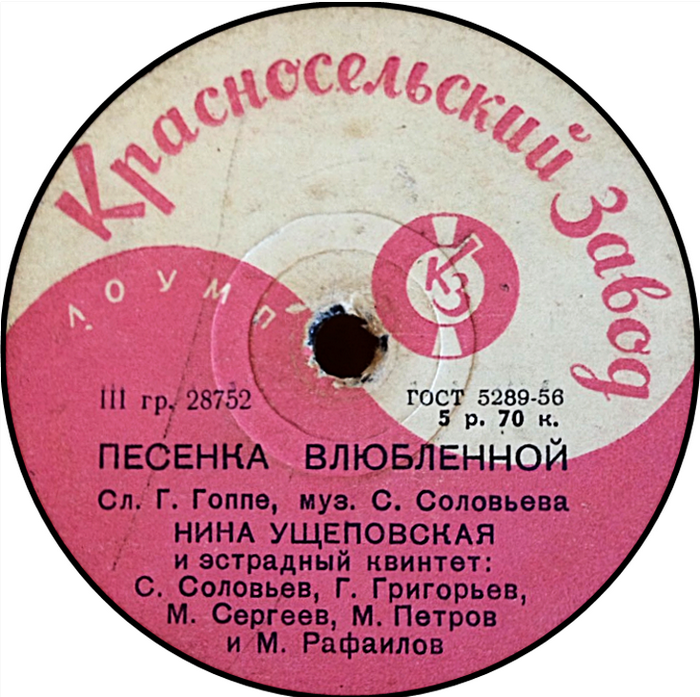 Красносельский Завод
КЗ
III гр. 28752
ГОСТ 5289-56
5 р. 70 к.
ПЕСЕНКА ВЛЮБЛЕННОЙ
Сл. Г. Гоппе, муз. С. Соловьева
НИНА УЩЕПОВСКАЯ
и эстрадный квинтет:
С. Соловьев, Г. Григорьев,
М. Сергеев, М. Петров
и М. Рафаилов